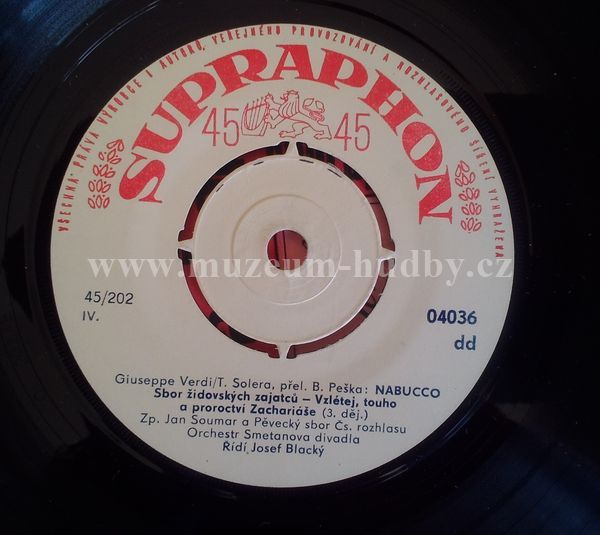 VŠECHNA PRÁVA VÝROBCE I AUTORŮ, VEŘEJNÉHO PROVOZOVÁNÍ A ROZHLASOVÉHO ŠÍŘENÍ VYHRAŽENA
SUPRAPHON
45 45
www.muzeum-hudby.cz
45/202
IV.
04036
dd
Giuseppe Verdi/T. Solera, přel. B. Peška: NABUCCO
Sbor židovských zajatců – Vzlétej, touho
a proroctví Zachariáše (3. děj.)
Zp. Jan Soumar a Pěvecký sbor Čs. rozhlasu
Orchestr Smetanova divadla
Řídí Josef Blacký